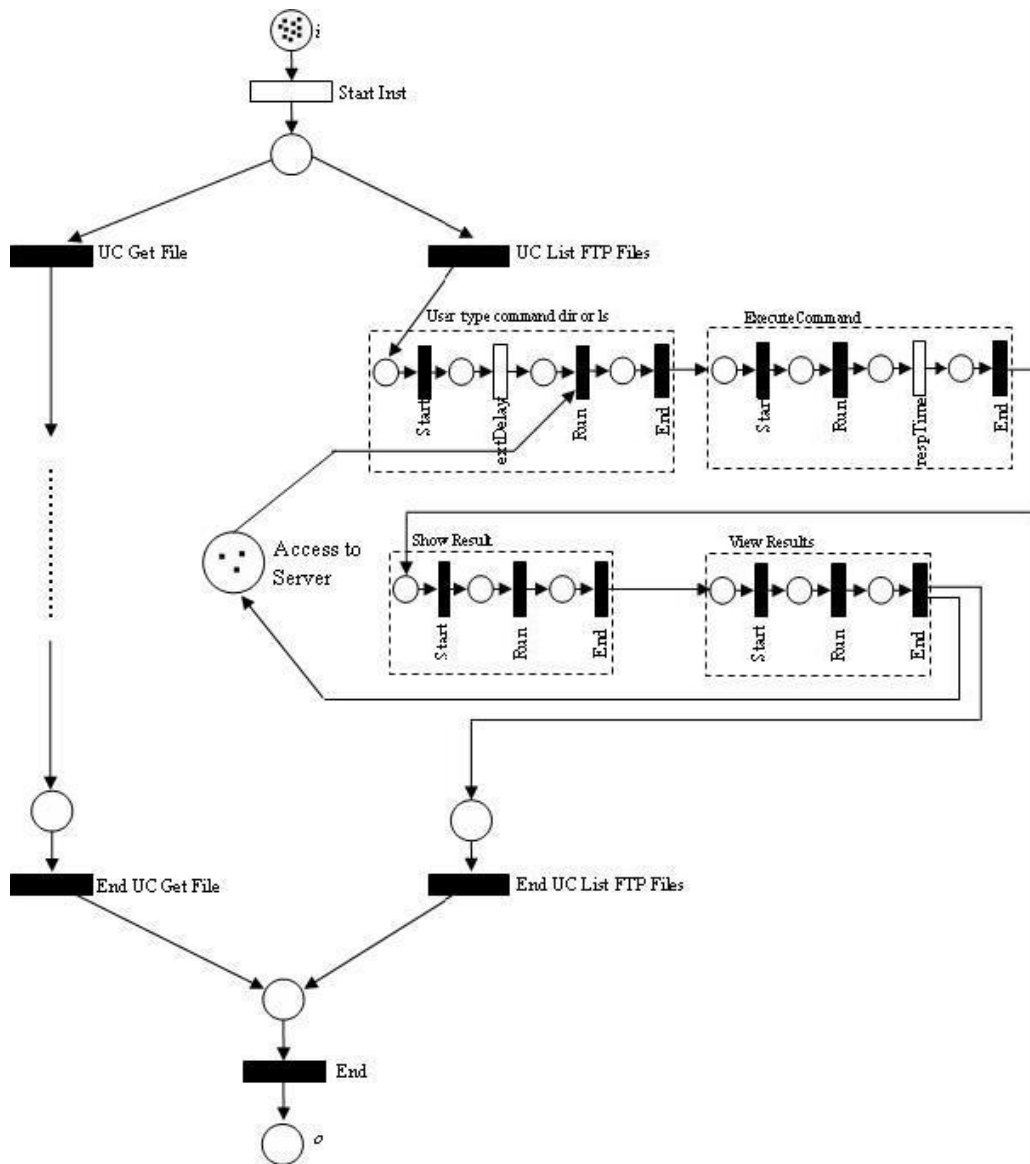 i
Start Inst
UC Get File
UC List FTP Files
User type command dir or ls
ExecuteCommand
Start
extDelay
Run
End
Start
Run
respTime
End
Access to
Server
Show Result
View Results
Start
Run
End
Start
Run
End
End UC Get File
End UC List FTP Files
End
o